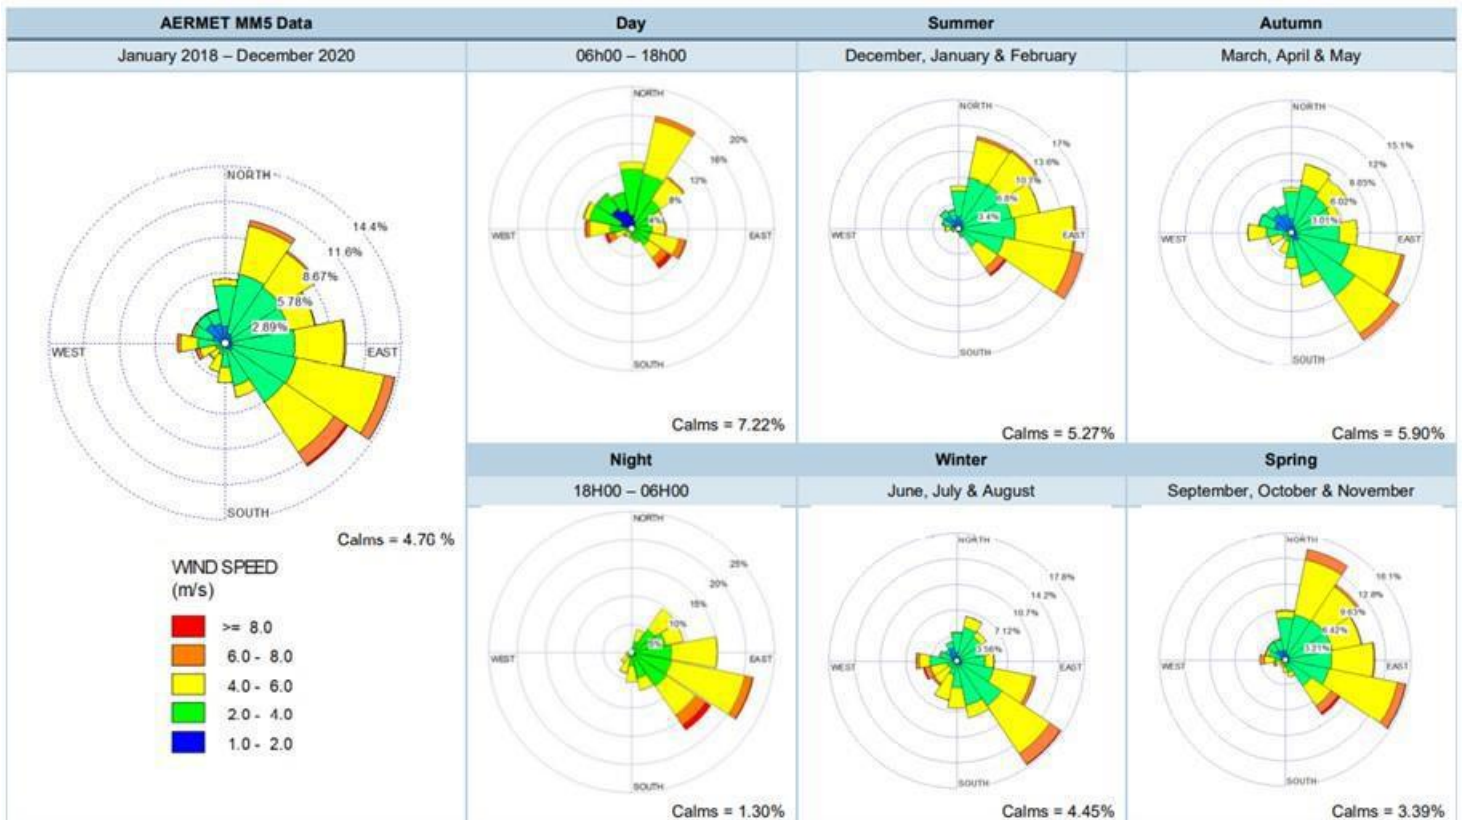 AERMET MM5 Data
January 2018 – December 2020
NORTH
14.4%
11.6%
8.67%
5.78%
2.89%
WEST
EAST
SOUTH
Calms = 4.76 %
WIND SPEED
(m/s)
>= 8.0
6.0 - 8.0
4.0 - 6.0
2.0 - 4.0
1.0 - 2.0
Day
06h00 – 18h00
NORTH
20%
16%
12%
8%
4%
WEST
EAST
SOUTH
Calms = 7.22%
Summer
December, January & February
NORTH
17%
13.6%
6.8%
3.4%
WEST
EAST
SOUTH
Calms = 5.27%
Autumn
March, April & May
NORTH
15.1%
12%
6.02%
3.01%
WEST
EAST
SOUTH
Calms = 5.90%
Night
18H00 – 06H00
NORTH
25%
20%
15%
10%
5%
WEST
EAST
SOUTH
Calms = 1.30%
Winter
June, July & August
NORTH
17.8%
14.2%
10.7%
7.12%
3.56%
WEST
EAST
SOUTH
Calms = 4.45%
Spring
September, October & November
NORTH
16.1%
12.8%
9.63%
6.42%
3.21%
WEST
EAST
SOUTH
Calms = 3.39%